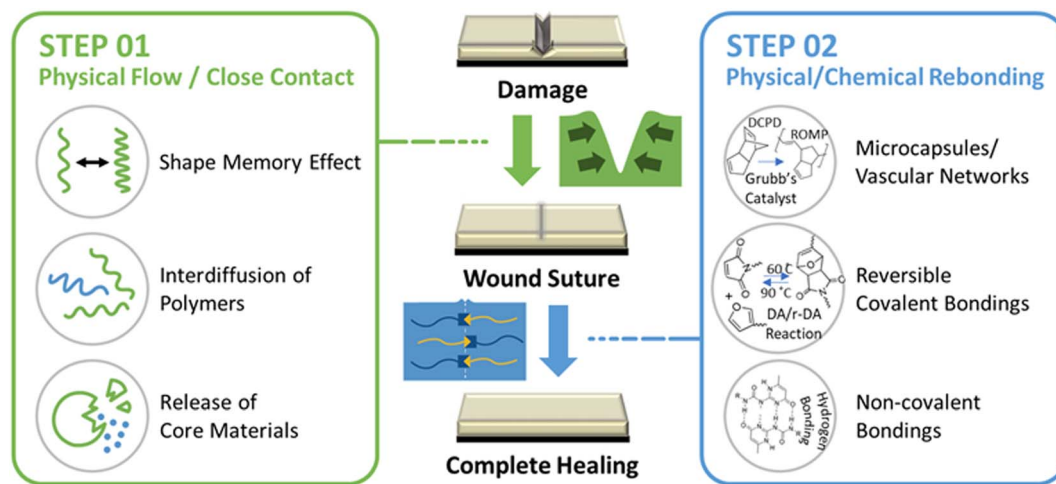 STEP 01
Physical Flow / Close Contact
Shape Memory Effect
Interdiffusion of
Polymers
Release of
Core Materials
Damage
Wound Suture
Complete Healing
STEP 02
Physical/Chemical Rebonding
DCPD
ROMP
Grubb's
Catalyst
Microcapsules/
Vascular Networks
O
N
O
+
O
60℃
90 ℃
DA/r-DA
Reaction
O
O
N
O
Reversible
Covalent Bondings
Hydrogen
Bonding
Non-covalent
Bondings